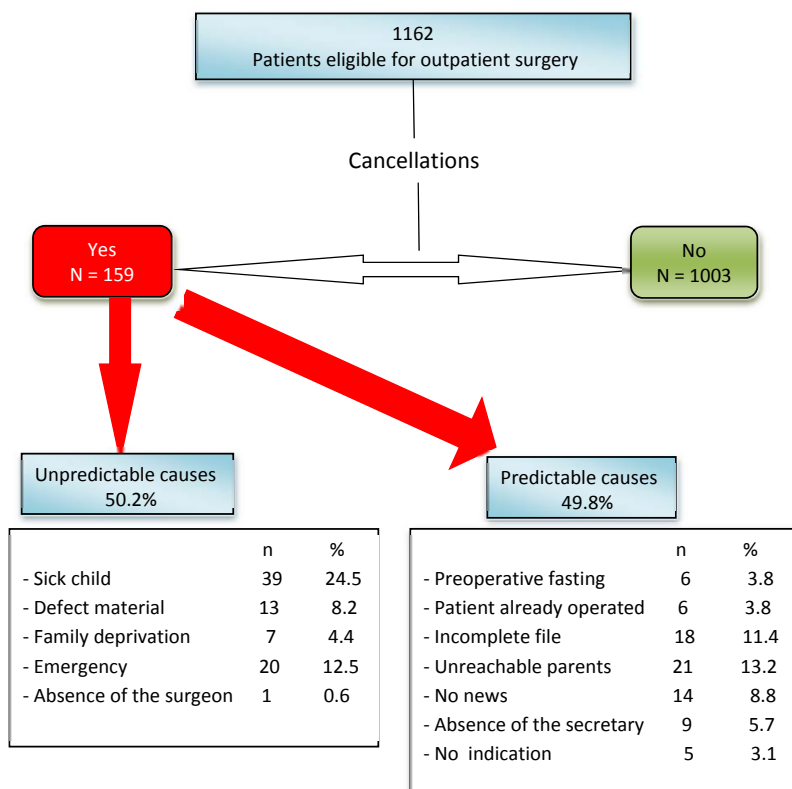 1162
Patients eligible for outpatient surgery
Cancellations
Yes
N = 159
No
N = 1003
Unpredictable causes
50.2%
n %
- Sick child 39 24.5
- Defect material 13 8.2
- Family deprivation 7 4.4
- Emergency 20 12.5
- Absence of the surgeon 1 0.6
Predictable causes
49.8%
n %
- Preoperative fasting 6 3.8
- Patient already operated 6 3.8
- Incomplete file 18 11.4
- Unreachable parents 21 13.2
- No news 14 8.8
- Absence of the secretary 9 5.7
- No indication 5 3.1